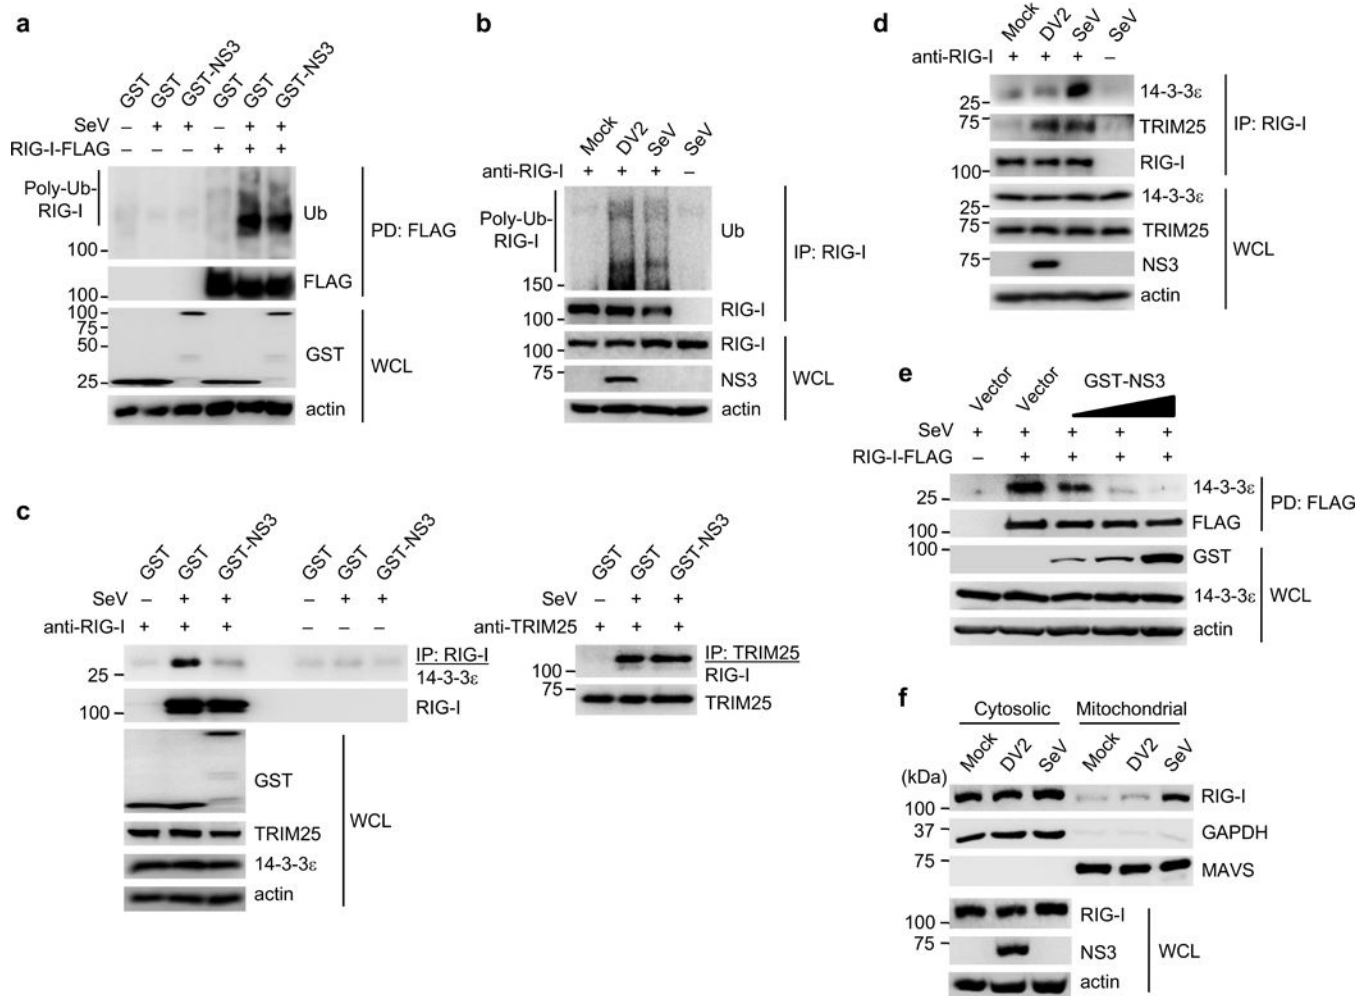 a
GST
GST
GST-NS3
GST
GST
GST-NS3
SeV – + + – + +
RIG-I-FLAG – – – + + +
Poly-Ub-
RIG-I
Ub
100
PD: FLAG
FLAG
100
100
75
50
GST
25
WCL
actin
b
Mock
DV2
SeV
SeV
anti-RIG-I + + + –
Poly-Ub-
RIG-I
Ub
150
IP: RIG-I
RIG-I
100
RIG-I
100
75
NS3
WCL
actin
c
GST
GST
GST-NS3
GST
GST
GST-NS3
SeV – + + – + +
anti-RIG-I + + + – – –
IP: RIG-I
14-3-3ε
25
RIG-I
100
GST
WCL
TRIM25
14-3-3ε
actin
GST
GST
GST-NS3
SeV – + +
anti-TRIM25 + + +
IP: TRIM25
RIG-I
100
75
TRIM25
d
Mock
DV2
SeV
SeV
anti-RIG-I + + + –
14-3-3ε
25
75
TRIM25
IP: RIG-I
RIG-I
100
14-3-3ε
25
75
TRIM25
WCL
75
NS3
actin
e
Vector
Vector
GST-NS3
SeV + + + + +
RIG-I-FLAG – + + + +
14-3-3ε
25
PD: FLAG
FLAG
100
100
GST
14-3-3ε
WCL
actin
f
Cytosolic Mitochondrial
Mock
DV2
SeV
Mock
DV2
SeV
(kDa)
RIG-I
100
37
GAPDH
75
MAVS
RIG-I
100
75
NS3
WCL
actin